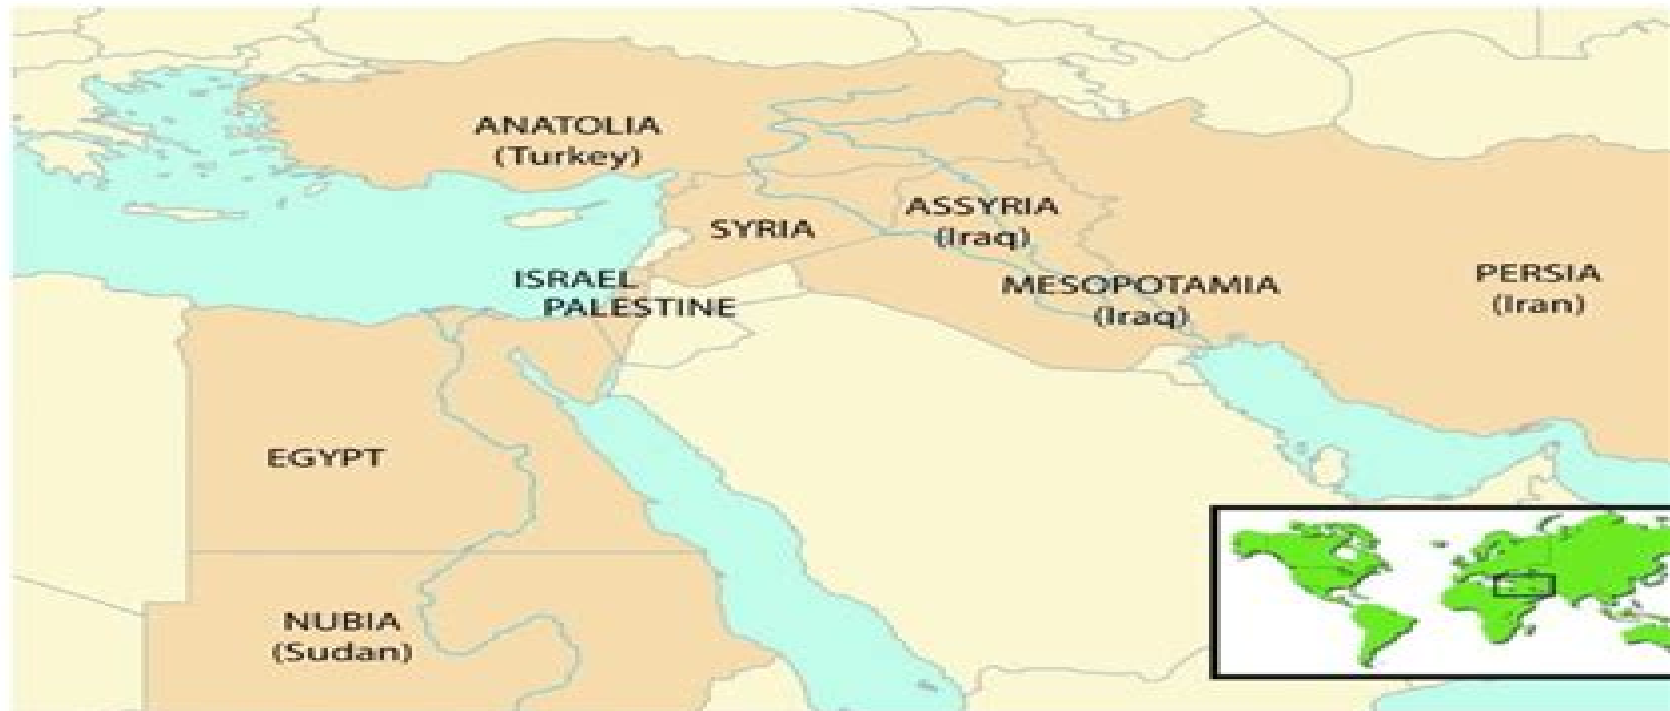 ANATOLIA
(Turkey)
SYRIA
ASSYRIA
(Iraq)
ISRAEL
PALESTINE
MESOPOTAMIA
(Iraq)
PERSIA
(Iran)
EGYPT
NUBIA
(Sudan)